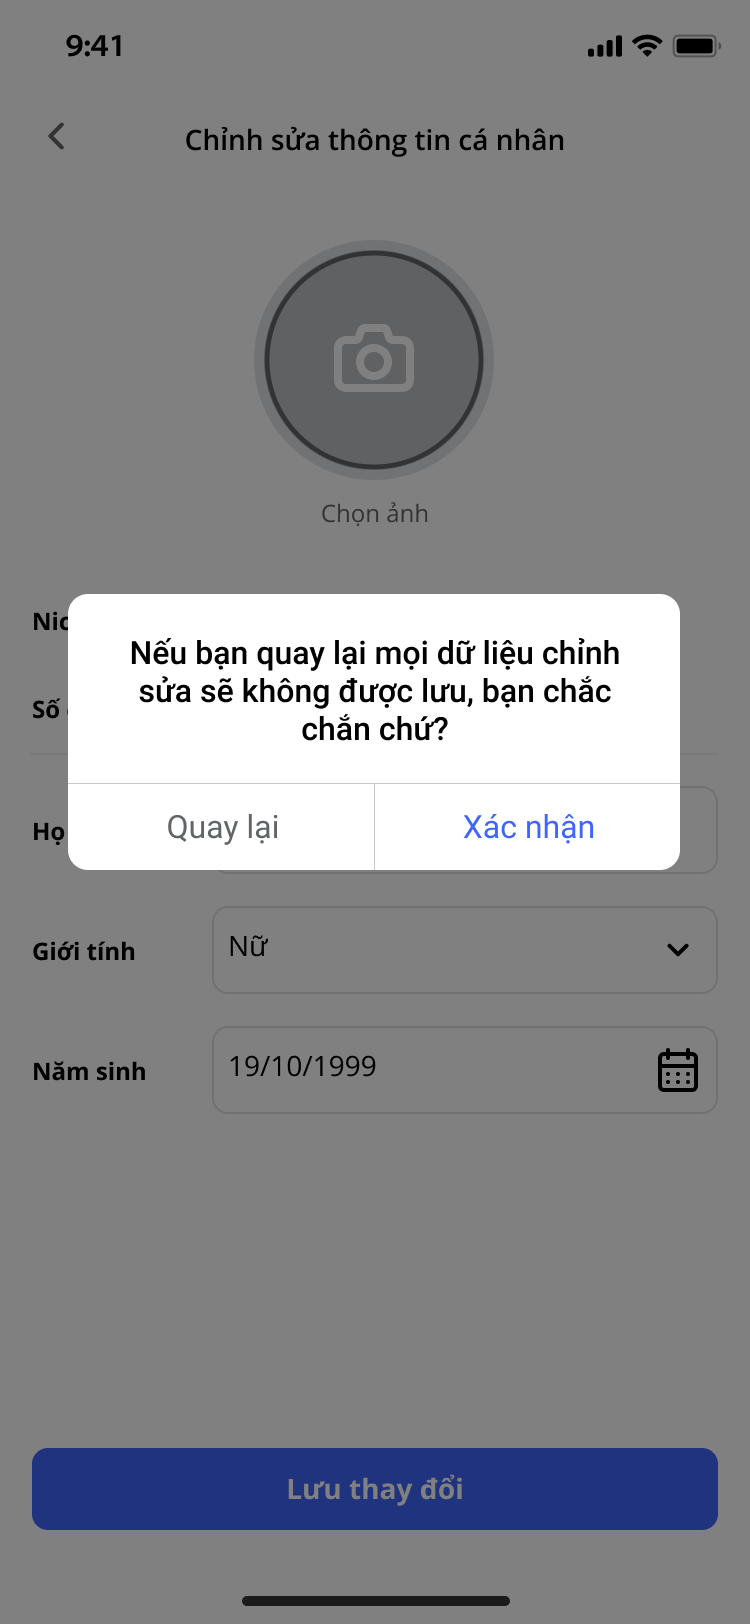 9:41
Chỉnh sửa thông tin cá nhân
Chọn ảnh
Nếu bạn quay lại mọi dữ liệu chỉnh
sửa sẽ không được lưu, bạn chắc
chắn chứ?
Quay lại
Xác nhận
Số
Họ
Giới tính
Nữ
Năm sinh
19/10/1999
Lưu thay đổi